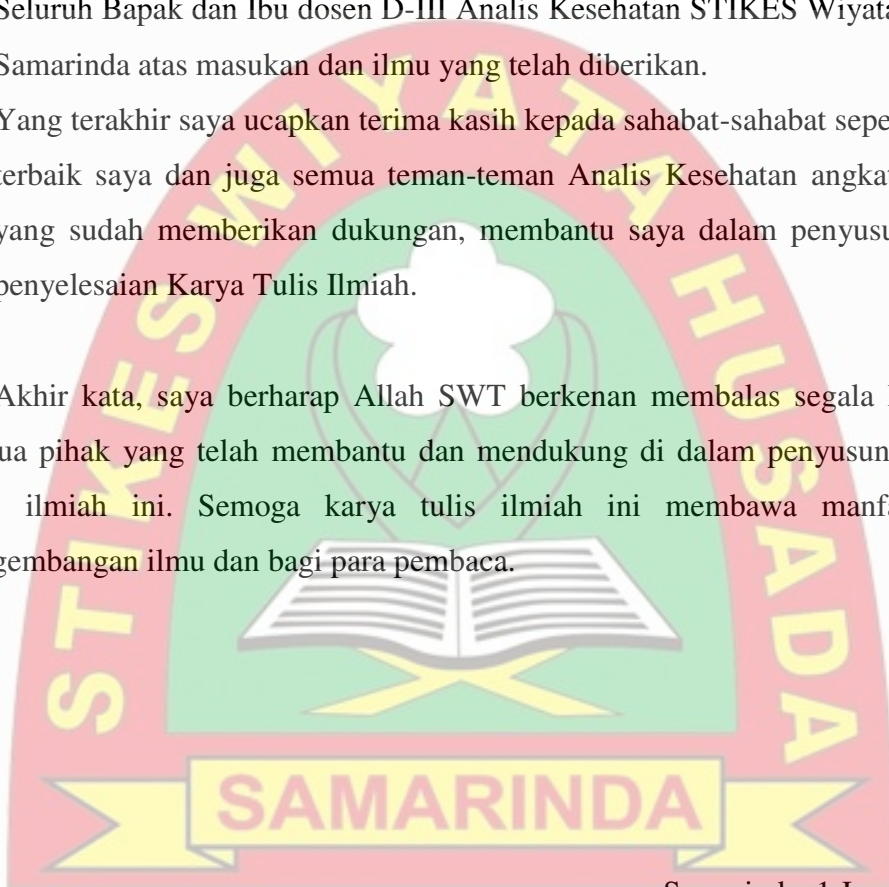 Seluruh Bapak dan Ibu dosen D-III Analis Kesehatan STIKES Wiyata
Samarinda atas masukan dan ilmu yang telah diberikan.
Yang terakhir saya ucapkan terima kasih kepada sahabat-sahabat sepe
terbaik saya dan juga semua teman-teman Analis Kesehatan angka
yang sudah memberikan dukungan, membantu saya dalam penyusu
penyelesaian Karya Tulis Ilmiah.
Akhir kata, saya berharap Allah SWT berkenan membalas segala
ua pihak yang telah membantu dan mendukung di dalam penyusun
ilmiah ini. Semoga karya tulis ilmiah ini membawa manfa
gembangan ilmu dan bagi para pembaca.
STIKES WIYATA HUSADA
SAMARINDA